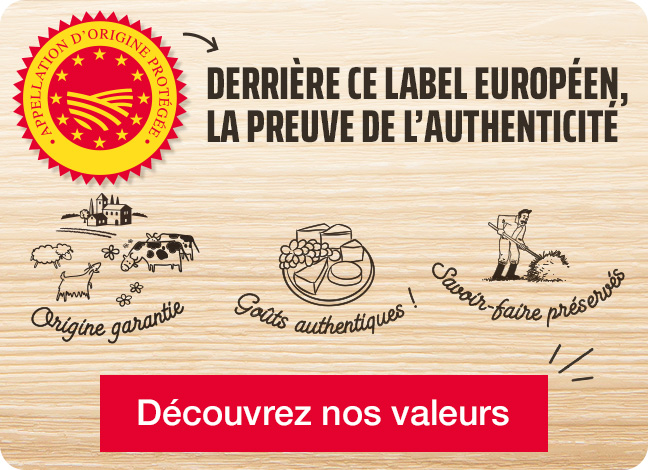 • APPELLATION D'ORIGINE PROTÉGÉE •
DERRIÈRE CE LABEL EUROPÉEN,
LA PREUVE DE L'AUTHENTICITÉ
Origine garantie
Goûts authentiques !
Savoir-faire préservés
Découvrez nos valeurs